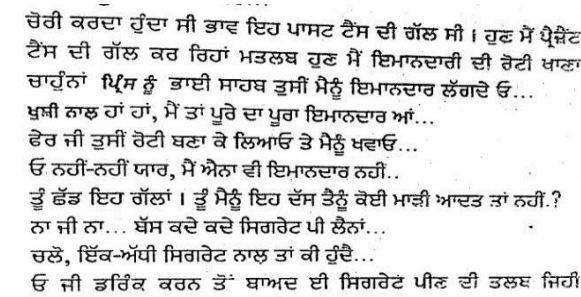 ਚੋਰੀ ਕਰਦਾ ਹੁੰਦਾ ਸੀ ਭਾਵ ਇਹ ਪਾਸਟ ਟੈਂਸ ਦੀ ਗੱਲ ਸੀ। ਹੁਣ ਮੈਂ ਪ੍ਰੈਜ਼ੈਂਟ
ਟੈਂਸ ਦੀ ਗੱਲ ਕਰ ਰਿਹਾਂ ਮਤਲਬ ਹੁਣ ਮੈਂ ਇਮਾਨਦਾਰੀ ਦੀ ਰੋਟੀ ਖਾਣਾ
ਚਾਹੁੰਨਾਂ ਪ੍ਰਿੰਸ ਨੂੰ ਭਾਈ ਸਾਹਬ ਤੁਸੀਂ ਮੈਨੂੰ ਇਮਾਨਦਾਰ ਲੱਗਦੇ ਓ...
ਖੁਸ਼ੀ ਨਾਲ ਹਾਂ ਹਾਂ, ਮੈਂ ਤਾਂ ਪੂਰੇ ਦਾ ਪੂਰਾ ਇਮਾਨਦਾਰ ਆਂ...
ਫੇਰ ਜੀ ਤੁਸੀਂ ਰੋਟੀ ਬਣਾ ਕੇ ਲਿਆਓ ਤੇ ਮੈਨੂੰ ਖਵਾਓ...
ਓ ਨਹੀਂ-ਨਹੀਂ ਯਾਰ, ਮੈਂ ਐਨਾ ਵੀ ਇਮਾਨਦਾਰ ਨਹੀਂ..
ਤੂੰ ਛੱਡ ਇਹ ਗੱਲਾਂ। ਤੂੰ ਮੈਨੂੰ ਇਹ ਦੱਸ ਤੈਨੂੰ ਕੋਈ ਮਾੜੀ ਆਦਤ ਤਾਂ ਨਹੀਂ.?
ਨਾ ਜੀ ਨਾ... ਬੱਸ ਕਦੇ ਕਦੇ ਸਿਗਰੇਟ ਪੀ ਲੈਨਾਂ...
ਚਲੋ, ਇੱਕ-ਅੱਧੀ ਸਿਗਰੇਟ ਨਾਲ ਤਾਂ ਕੀ ਹੁੰਦੈ...
ਓ ਜੀ ਡਰਿੰਕ ਕਰਨ ਤੋਂ ਬਾਅਦ ਈ ਸਿਗਰੇਟ ਪੀਣ ਦੀ ਤਲਬ ਜਿਹੀ